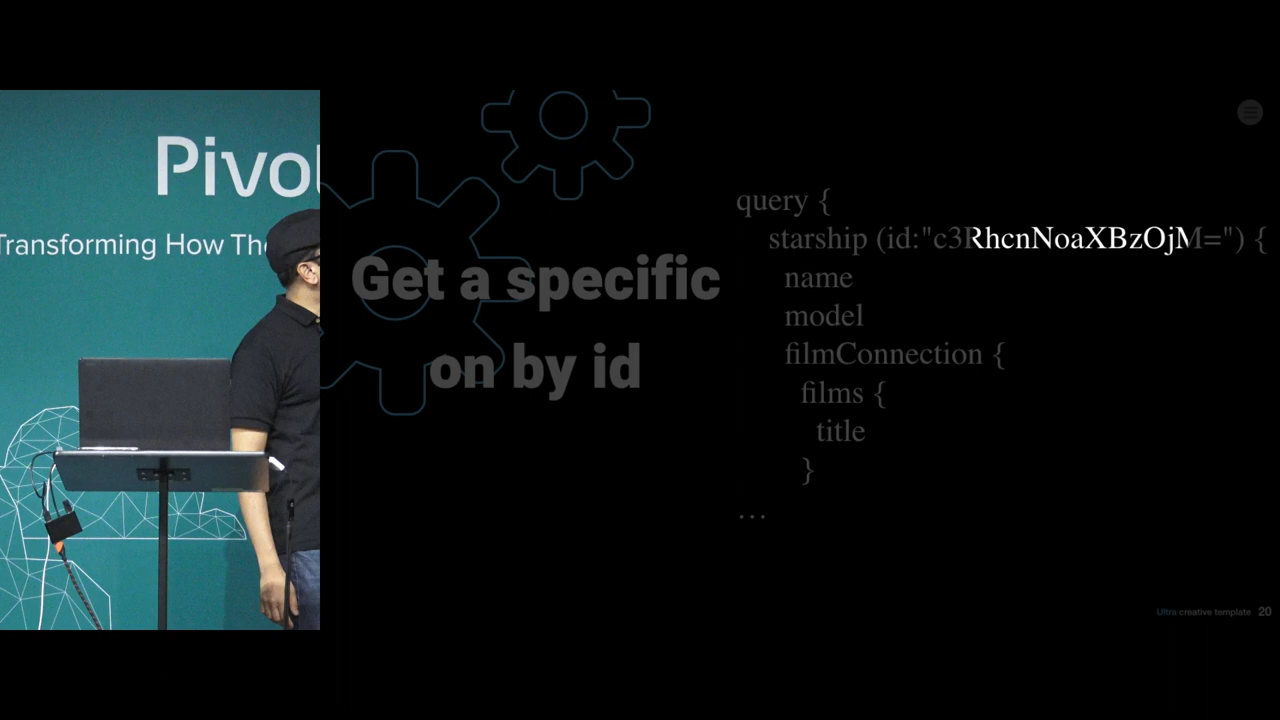 Pivo
Transforming How The
Get a specific
on by id
query {
starship (id:"c3RhcnNoaXBzOjM=") {
name
model
filmConnection {
films {
title
}
…
Ultra creative template 20